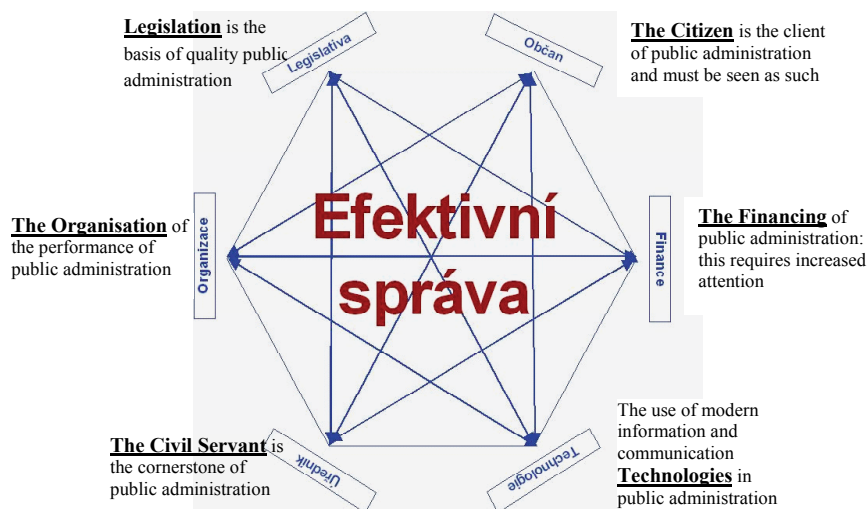 Legislation is the
basis of quality public
administration
Legislativa
Občan
The Citizen is the client
of public administration
and must be seen as such
The Organisation of
the performance of
public administration
Organizace
Efektivní
správa
Finance
The Financing of
public administration:
this requires increased
attention
The Civil Servant is
the cornerstone of
public administration
Úředník
Technologie
The use of modern
information and
communication
Technologies in
public administration